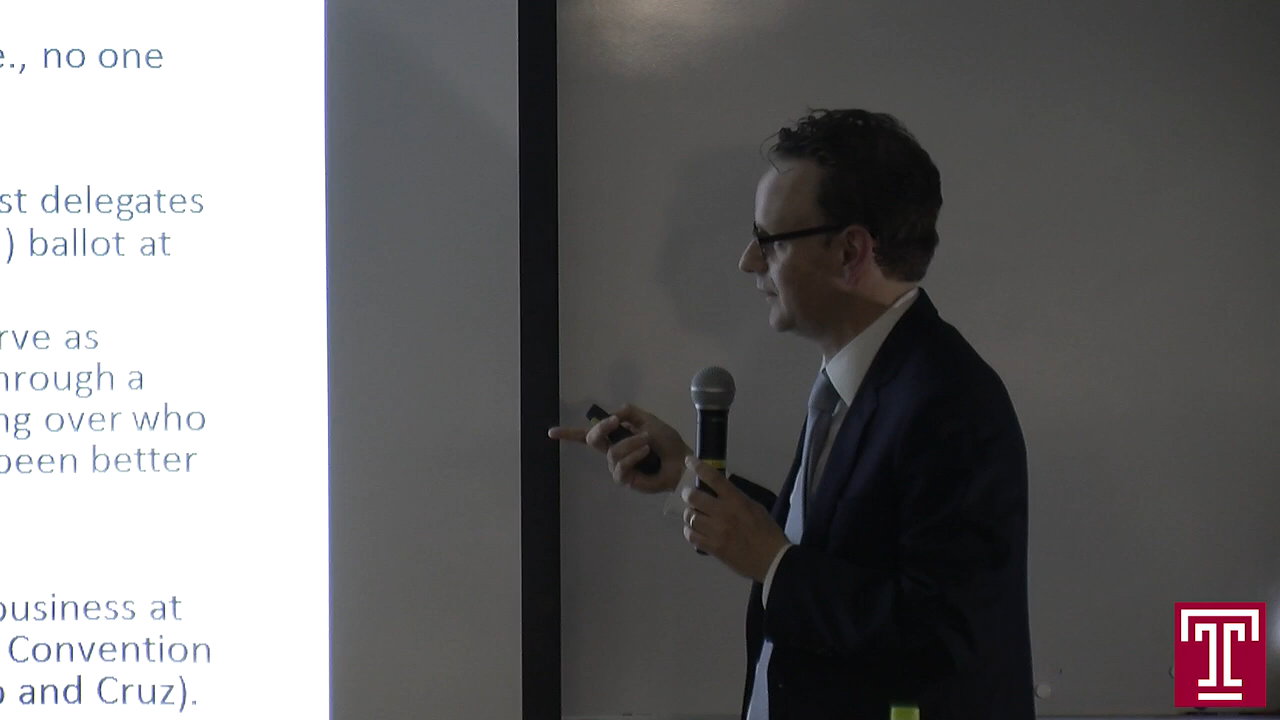 ., no one
st delegates
) ballot at
rve as
hrough a
ng over who
been better
business at
Convention
and Cruz).
T